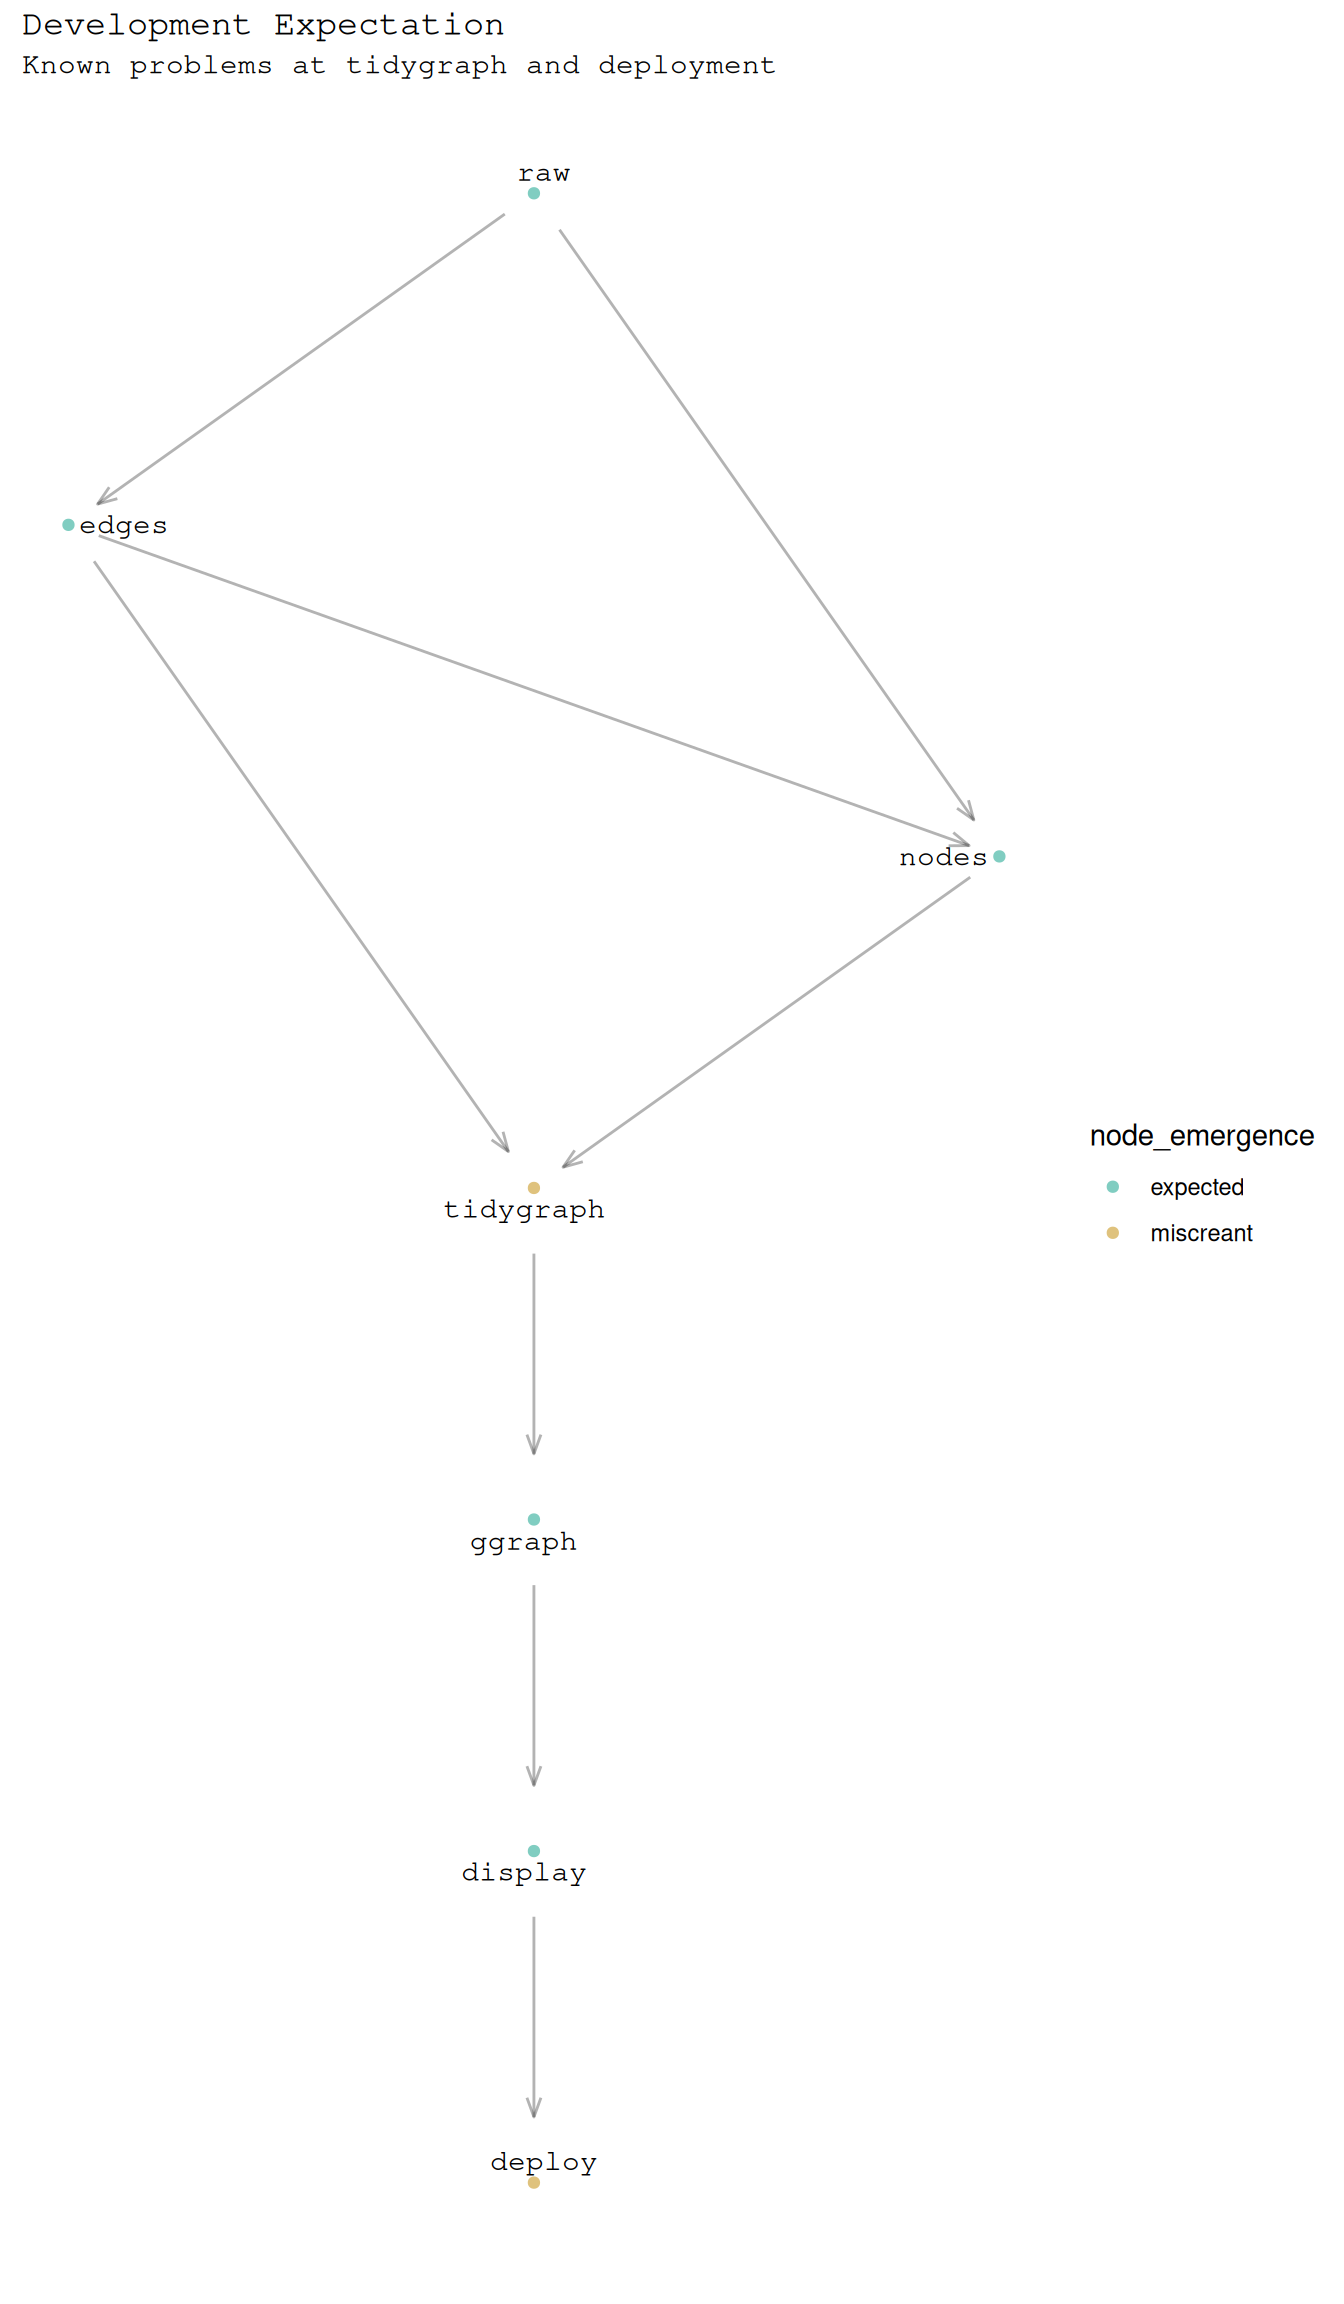 Development Expectation
Known problems at tidygraph and deployment
raw
edges
nodes
node_emergence
expected
miscreant
tidygraph
ggraph
display
deploy